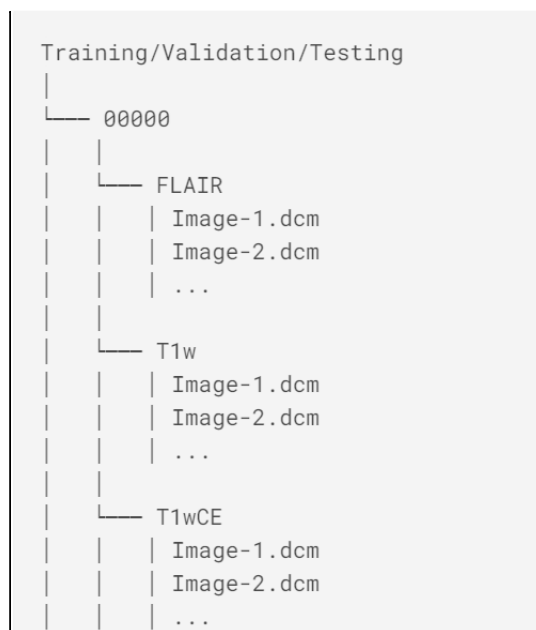 Training/Validation/Testing
│
└─── 00000
│   │
│   └─── FLAIR
│   │   │ Image-1.dcm
│   │   │ Image-2.dcm
│   │   │ ...
│   │
│   └─── T1w
│   │   │ Image-1.dcm
│   │   │ Image-2.dcm
│   │   │ ...
│   │
│   └─── T1wCE
│   │   │ Image-1.dcm
│   │   │ Image-2.dcm
│   │   │ ...